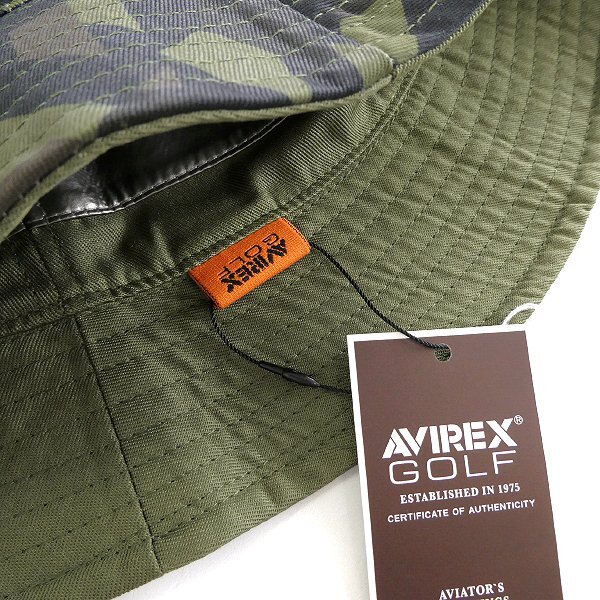 AVIREX
GOLF
AVIREX®
GOLF
ESTABLISHED IN 1975
CERTIFICATE OF AUTHENTICITY
AVIATOR`S